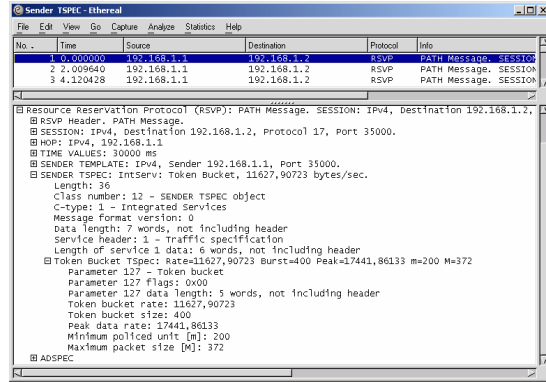 Sender TSPEC - Ethereal
File Edit View Go Capture Analyze Statistics Help
No. . Time Source Destination Protocol Info
1 0.000000 192.168.1.1 192.168.1.2 RSVP PATH Message. SESSION
2 2.009640 192.168.1.1 192.168.1.2 RSVP PATH Message. SESSION
3 4.120428 192.168.1.1 192.168.1.2 RSVP PATH Message. SESSION
Resource ReserVation Protocol (RSVP): PATH Message. SESSION: IPv4, Destination 192.168.1.2,
RSVP Header. PATH Message.
SESSION: IPv4, Destination 192.168.1.2, Protocol 17, Port 35000.
HOP: IPv4, 192.168.1.1
TIME VALUES: 30000 ms
SENDER TEMPLATE: IPv4, Sender 192.168.1.1, Port 35000.
SENDER TSPEC: IntServ: Token Bucket, 11627,90723 bytes/sec.
Length: 36
Class number: 12 - SENDER TSPEC object
C-type: 1 - Integrated Services
Message format version: 0
Data length: 7 words, not including header
Service header: 1 - Traffic specification
Length of service 1 data: 6 words, not including header
Token Bucket TSpec: Rate=11627,90723 Burst=400 Peak=17441,86133 m=200 M=372
Parameter 127 - Token bucket
Parameter 127 flags: 0x00
Parameter 127 data length: 5 words, not including header
Token bucket rate: 11627,90723
Token bucket size: 400
Peak data rate: 17441,86133
Minimum policed unit [m]: 200
Maximum packet size [M]: 372
ADSPEC